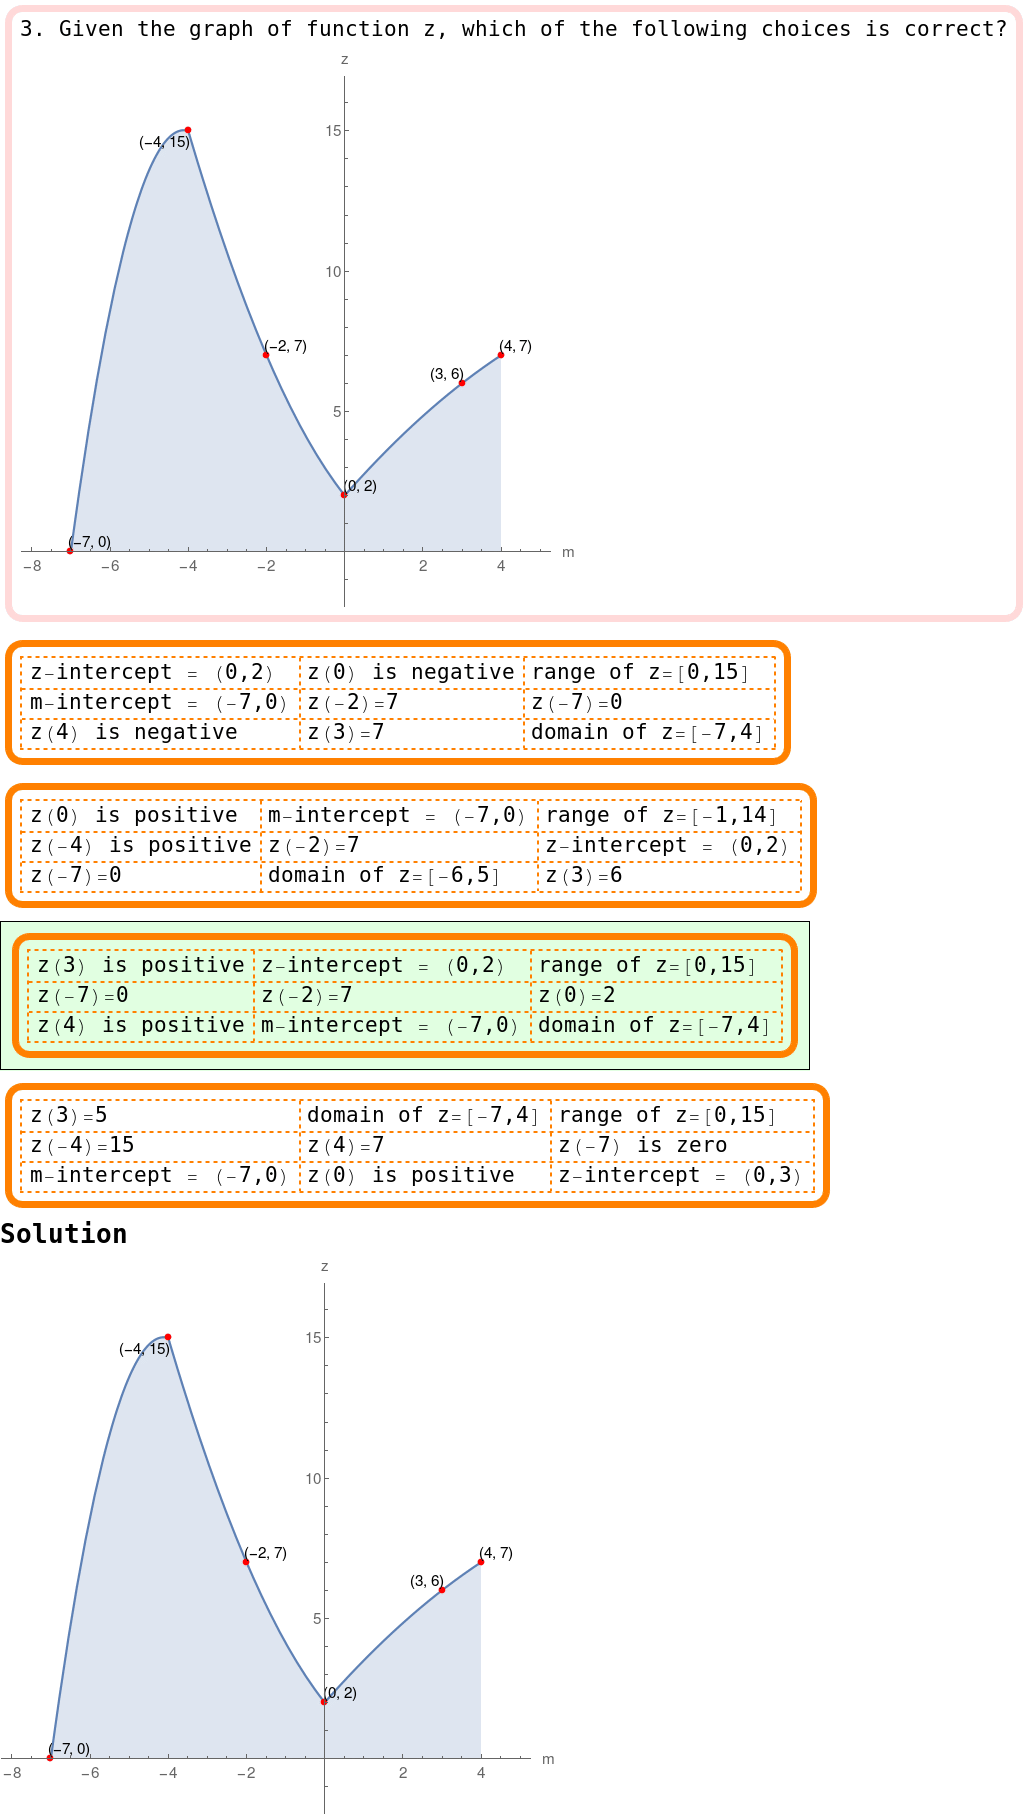 3. Given the graph of function z, which of the following choices is correct?
z
15
(−4, 15)
10
(−2, 7)
(4, 7)
(3, 6)
5
(0, 2)
(−7, 0)
m
−8 −6 −4 −2 2 4
z-intercept = (0,2) z(0) is negative range of z=[0,15]
m-intercept = (-7,0) z(-2)=7 z(-7)=0
z(4) is negative z(3)=7 domain of z=[-7,4]
z(0) is positive m-intercept = (-7,0) range of z=[-1,14]
z(-4) is positive z(-2)=7 z-intercept = (0,2)
z(-7)=0 domain of z=[-6,5] z(3)=6
z(3) is positive z-intercept = (0,2) range of z=[0,15]
z(-7)=0 z(-2)=7 z(0)=2
z(4) is positive m-intercept = (-7,0) domain of z=[-7,4]
z(3)=5 domain of z=[-7,4] range of z=[0,15]
z(-4)=15 z(4)=7 z(-7) is zero
m-intercept = (-7,0) z(0) is positive z-intercept = (0,3)
Solution
z
15
(−4, 15)
10
(−2, 7)
(4, 7)
(3, 6)
5
(0, 2)
(−7, 0)
m
−8 −6 −4 −2 2 4